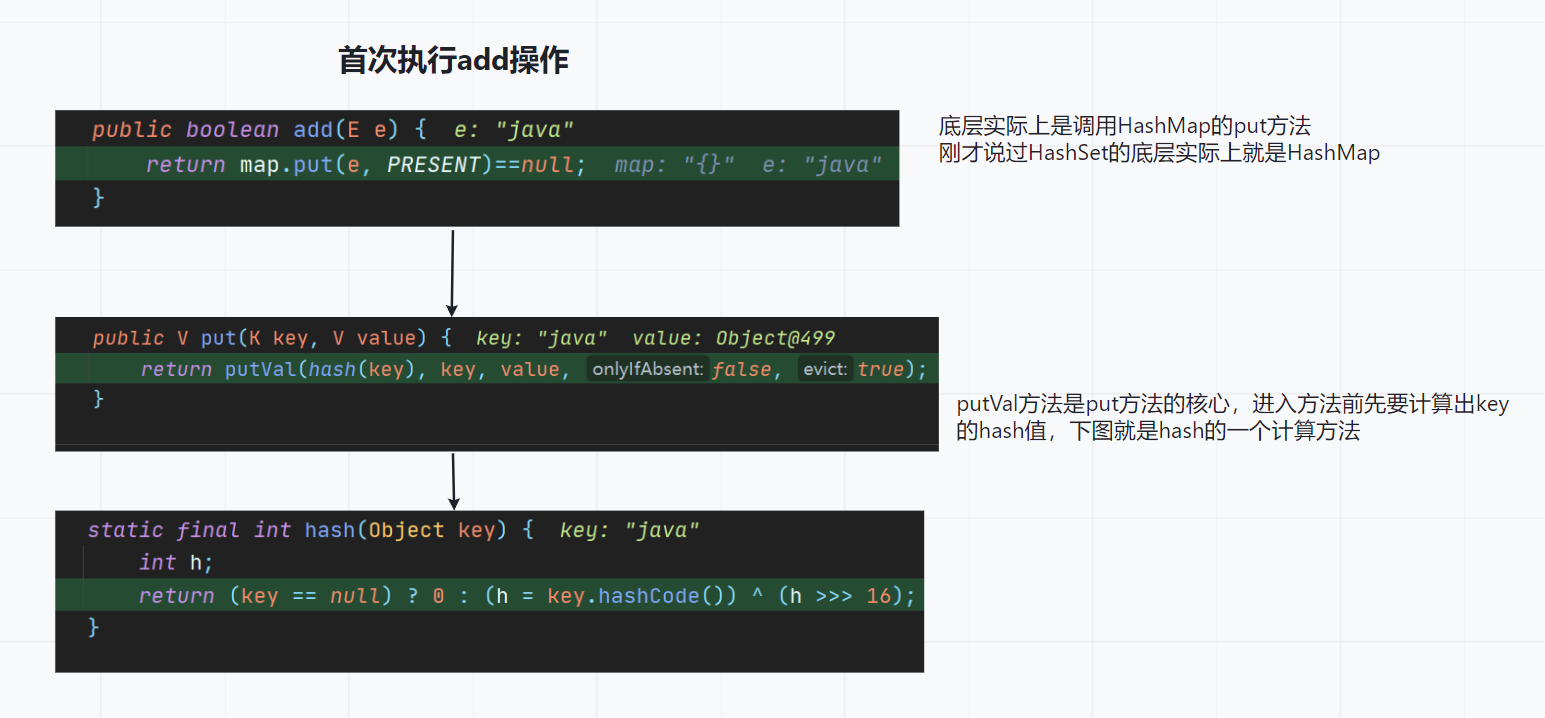 首次执行add操作
public boolean add(E e) {  e: "java"
return map.put(e, PRESENT)==null;  map: "{}"  e: "java"
}
底层实际上是调用HashMap的put方法
刚才说过HashSet的底层实际上就是HashMap
public V put(K key, V value) {  key: "java"  value: Object@499
return putVal(hash(key), key, value, onlyIfAbsent: false, evict: true);
}
putVal方法是put方法的核心，进入方法前先要计算出key
的hash值，下图就是hash的一个计算方法
static final int hash(Object key) {  key: "java"
int h;
return (key == null) ? 0 : (h = key.hashCode()) ^ (h >>> 16);
}